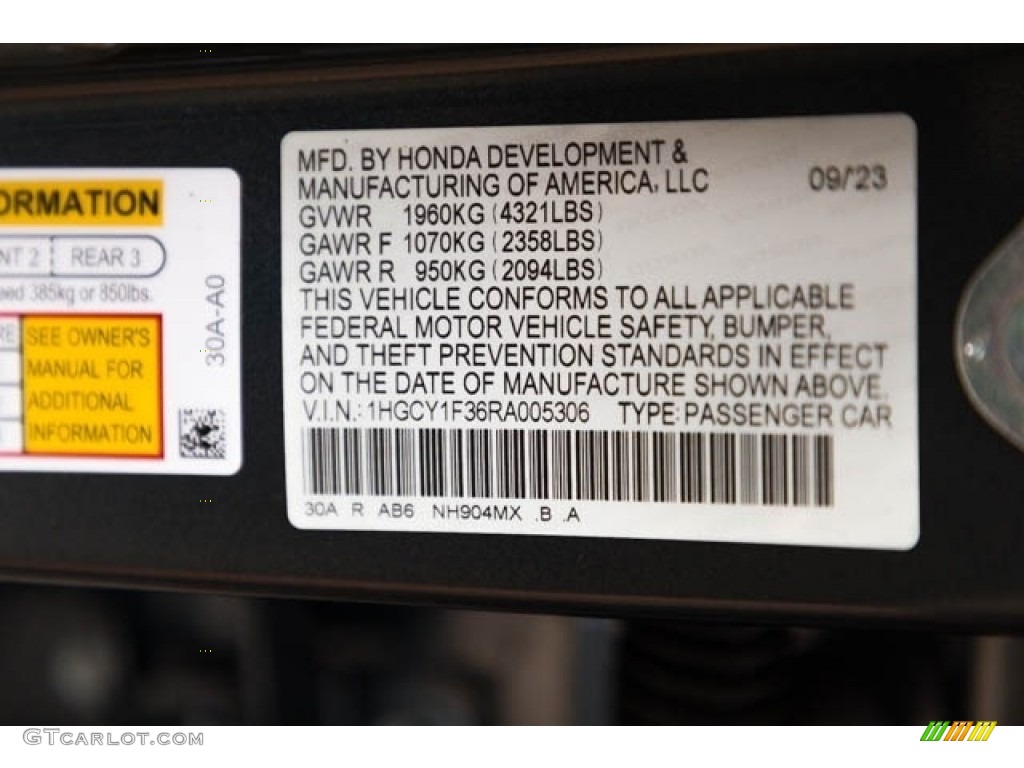 ORMATION
NT 2 REAR 3
eed 385kg or 850lbs.
RE
SEE OWNER'S
MANUAL FOR
ADDITIONAL
INFORMATION
30A-A0
MFD. BY HONDA DEVELOPMENT &
MANUFACTURING OF AMERICA, LLC 09/23
GVWR 1960KG (4321LBS)
GAWR F 1070KG (2358LBS)
GAWR R 950KG (2094LBS)
THIS VEHICLE CONFORMS TO ALL APPLICABLE
FEDERAL MOTOR VEHICLE SAFETY, BUMPER,
AND THEFT PREVENTION STANDARDS IN EFFECT
ON THE DATE OF MANUFACTURE SHOWN ABOVE.
V.I.N.: 1HGCY1F36RA005306 TYPE: PASSENGER CAR
30A R AB6 NH904MX .B .A
GTCARLOT.COM